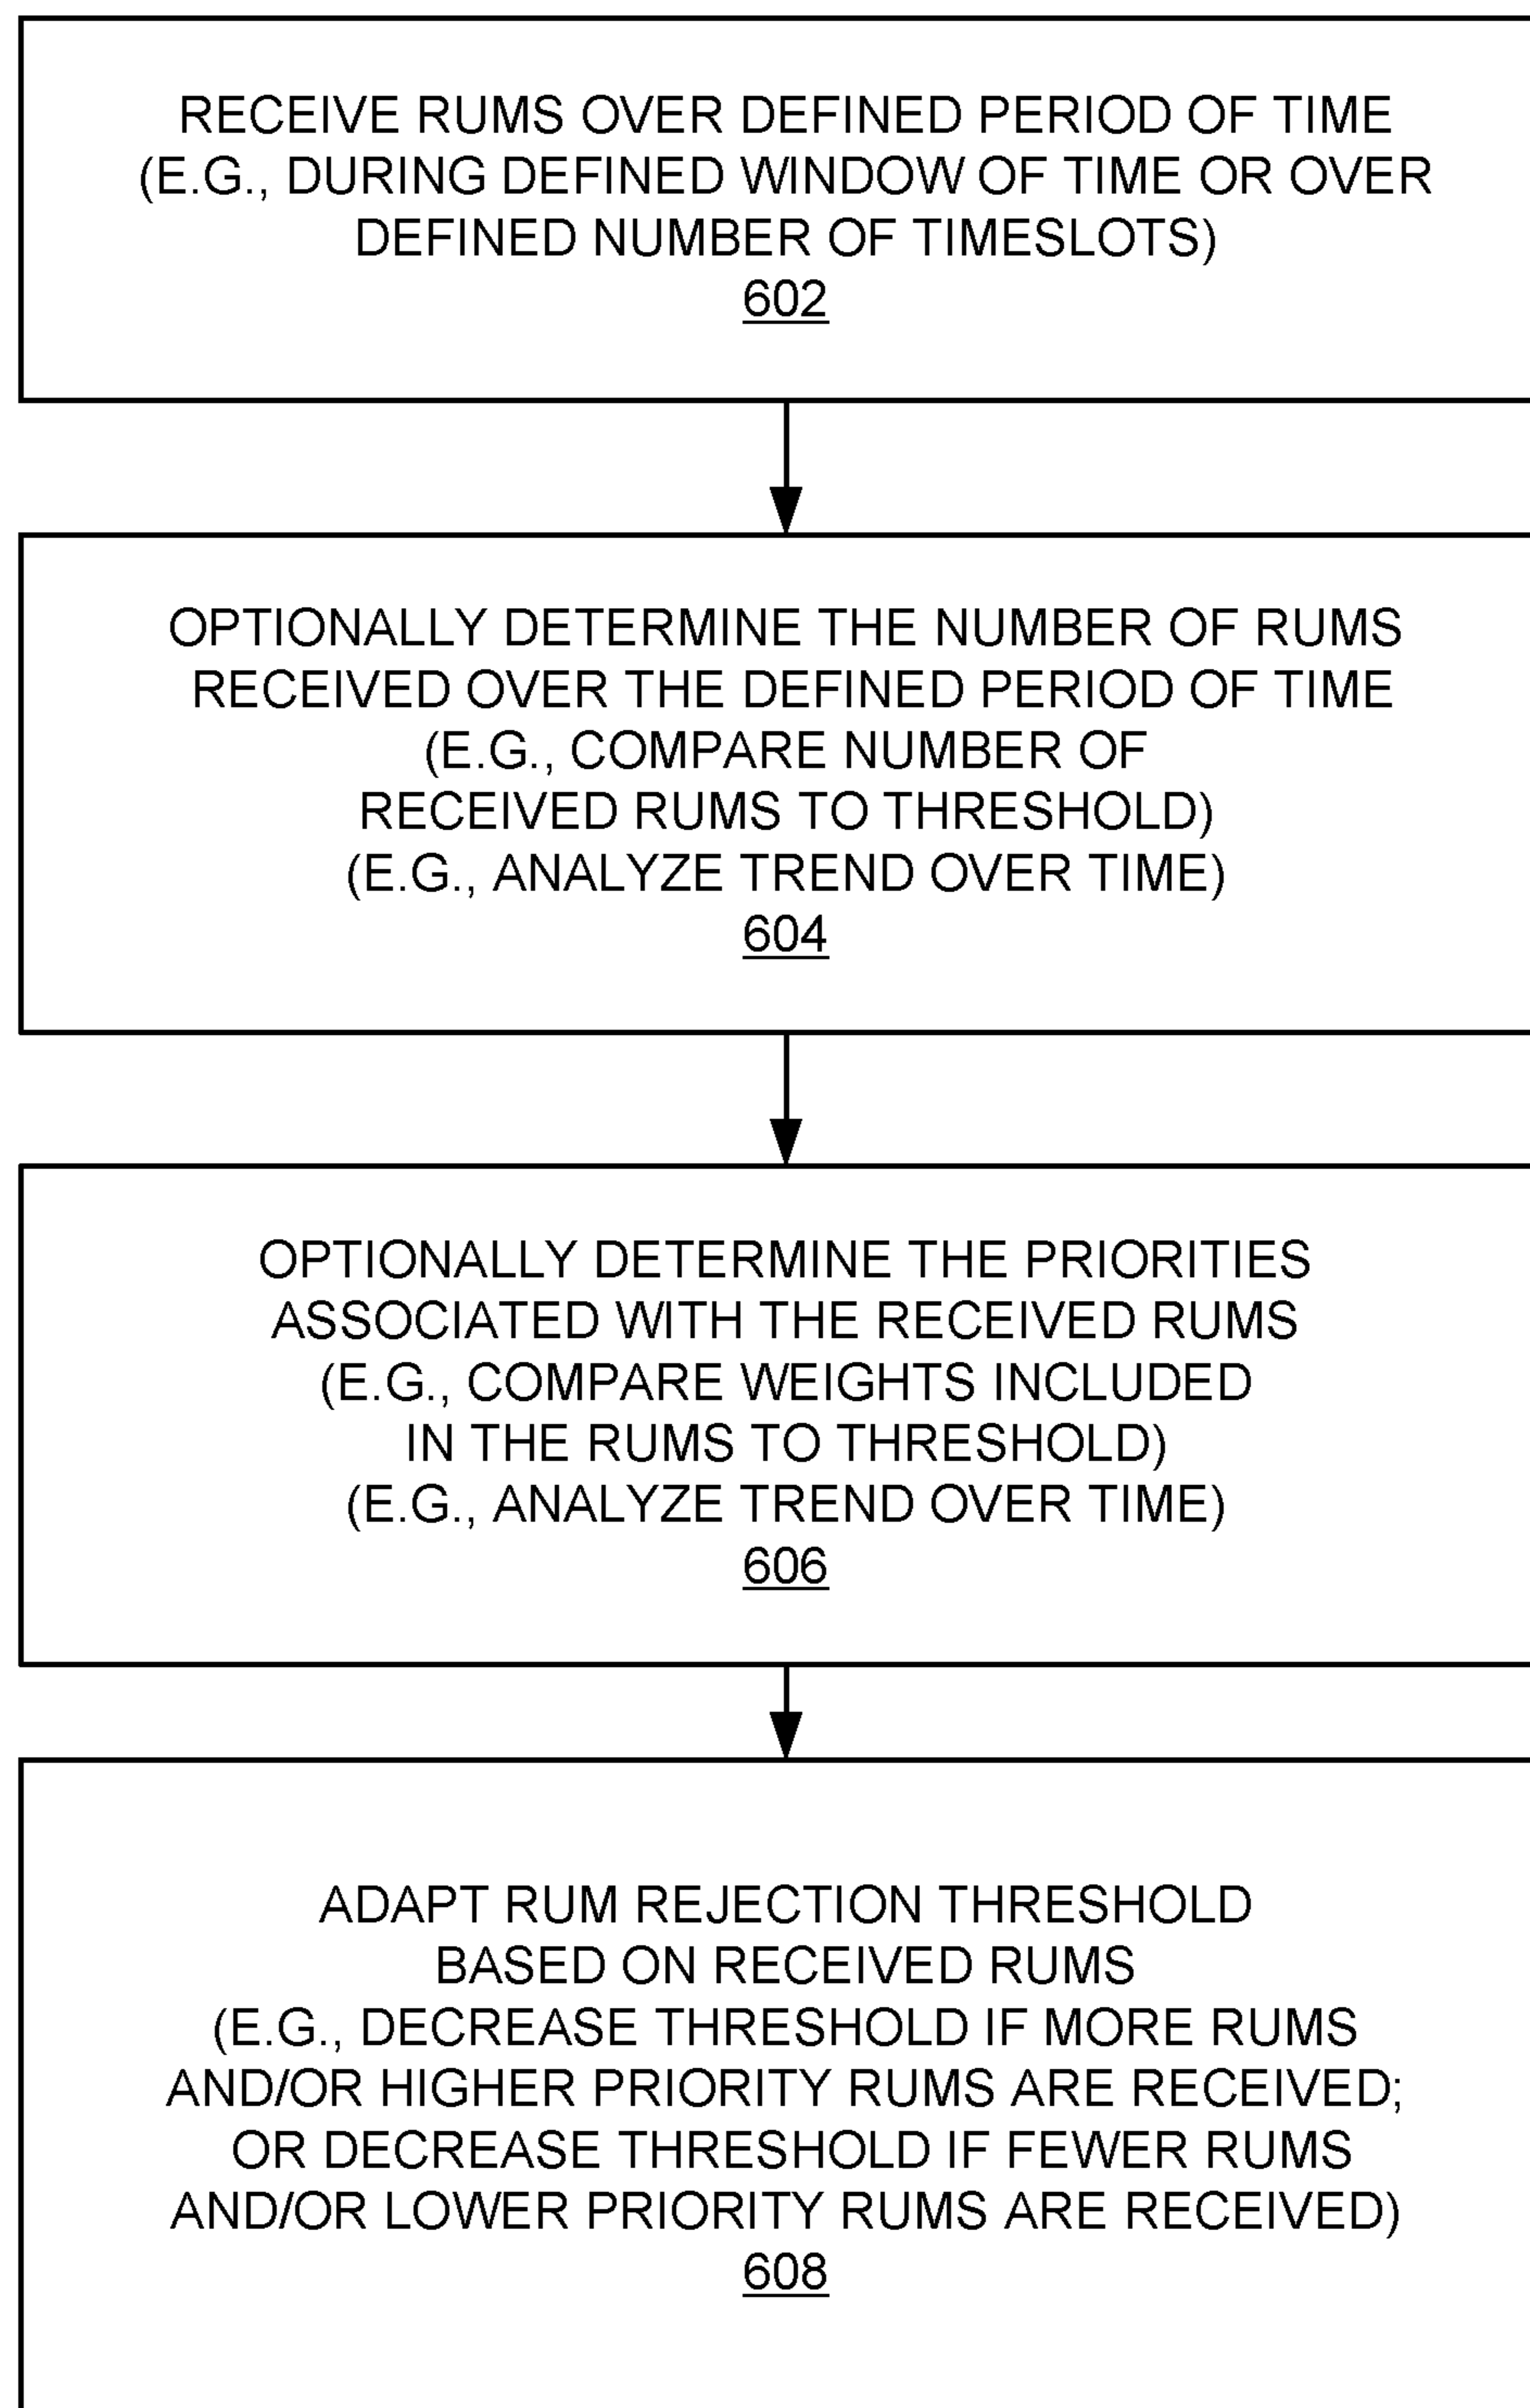 RECEIVE RUMS OVER DEFINED PERIOD OF TIME
(E.G., DURING DEFINED WINDOW OF TIME OR OVER
DEFINED NUMBER OF TIMESLOTS)
602
OPTIONALLY DETERMINE THE NUMBER OF RUMS
RECEIVED OVER THE DEFINED PERIOD OF TIME
(E.G., COMPARE NUMBER OF
RECEIVED RUMS TO THRESHOLD)
(E.G., ANALYZE TREND OVER TIME)
604
OPTIONALLY DETERMINE THE PRIORITIES
ASSOCIATED WITH THE RECEIVED RUMS
(E.G., COMPARE WEIGHTS INCLUDED
IN THE RUMS TO THRESHOLD)
(E.G., ANALYZE TREND OVER TIME)
606
ADAPT RUM REJECTION THRESHOLD
BASED ON RECEIVED RUMS
(E.G., DECREASE THRESHOLD IF MORE RUMS
AND/OR HIGHER PRIORITY RUMS ARE RECEIVED;
OR DECREASE THRESHOLD IF FEWER RUMS
AND/OR LOWER PRIORITY RUMS ARE RECEIVED)
608